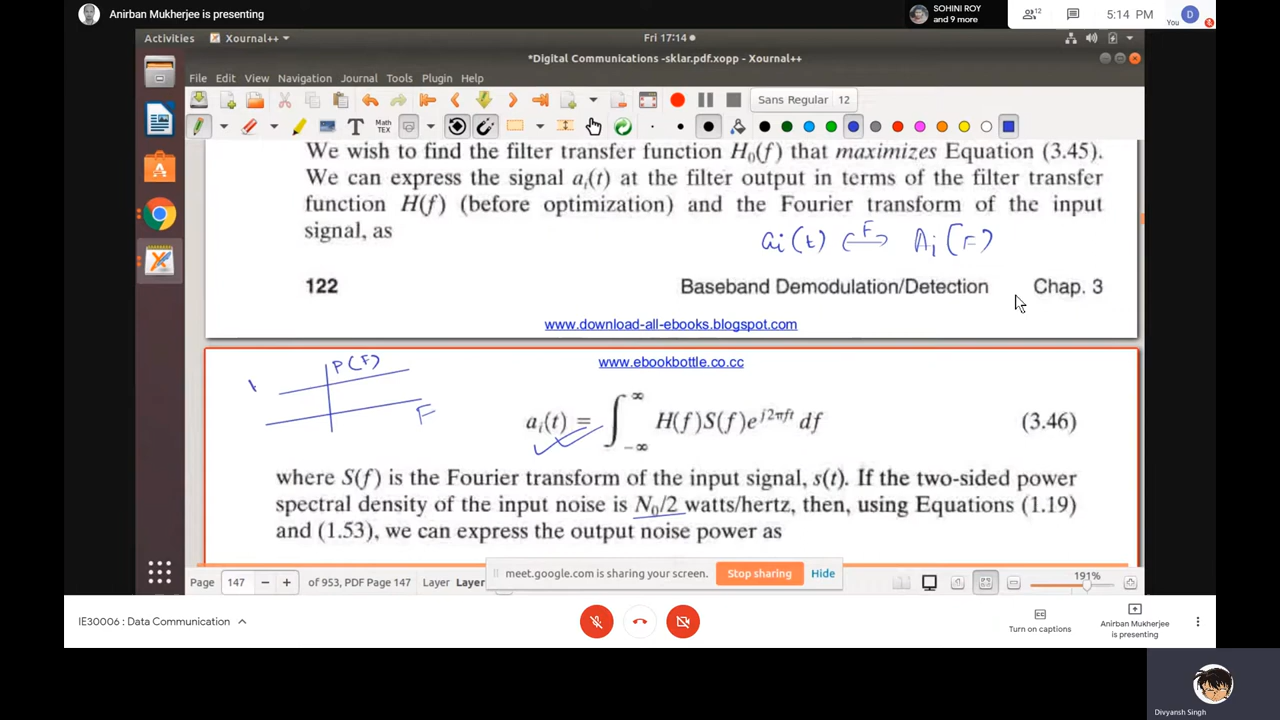 Anirban Mukherjee is presenting
SOHINI ROY
and 9 more
12
5:14 PM
You
D
Activities
Xournal++
Fri 17:14
*Digital Communications -sklar.pdf.xopp - Xournal++
File Edit View Navigation Journal Tools Plugin Help
Sans Regular 12
Math
TEX
We wish to find the filter transfer function H₀(f) that maximizes Equation (3.45).
We can express the signal aᵢ(t) at the filter output in terms of the filter transfer
function H(f) (before optimization) and the Fourier transform of the input
signal, as
aᵢ(t) ⟷ F Aᵢ(F)
122 Baseband Demodulation/Detection Chap. 3
www.download-all-ebooks.blogspot.com
www.ebookbottle.co.cc
P(F)
F
aᵢ(t) = ∫_{-∞}^{∞} H(f)S(f)e^{j2πft} df (3.46)
where S(f) is the Fourier transform of the input signal, s(t). If the two-sided power
spectral density of the input noise is N₀/2 watts/hertz, then, using Equations (1.19)
and (1.53), we can express the output noise power as
meet.google.com is sharing your screen. Stop sharing Hide
Page 147 of 953, PDF Page 147 Layer Layer 191%
IE30006 : Data Communication
Turn on captions
Anirban Mukherjee
is presenting
Divyansh Singh